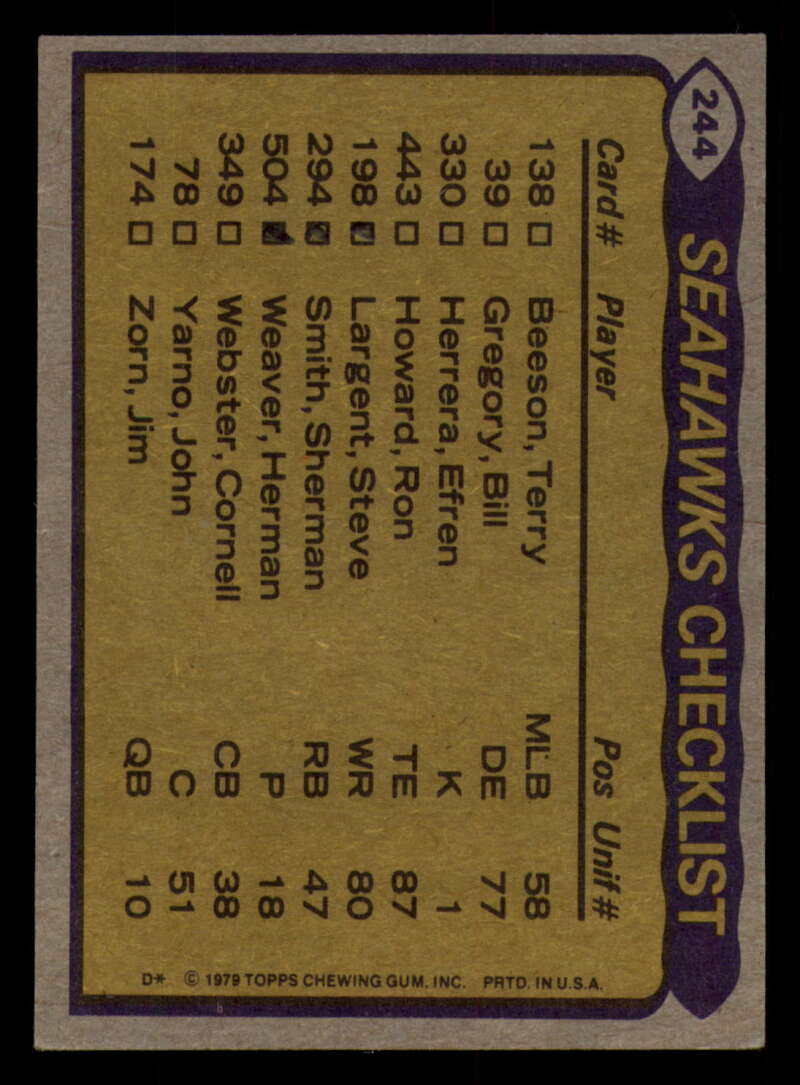 244
SEAHAWKS CHECKLIST
Card # Player Pos Unif #
138 □ Beeson, Terry MLB 58
39 □ Gregory, Bill DE 77
330 □ Herrera, Efren K 1
443 □ Howard, Ron TE 87
198 □ Largent, Steve WR 80
294 □ Smith, Sherman RB 47
504 □ Weaver, Herman P 18
349 □ Webster, Cornell CB 38
78 □ Yarno, John C 51
174 □ Zorn, Jim QB 10
D* © 1979 TOPPS CHEWING GUM, INC. PRTD. IN U.S.A.